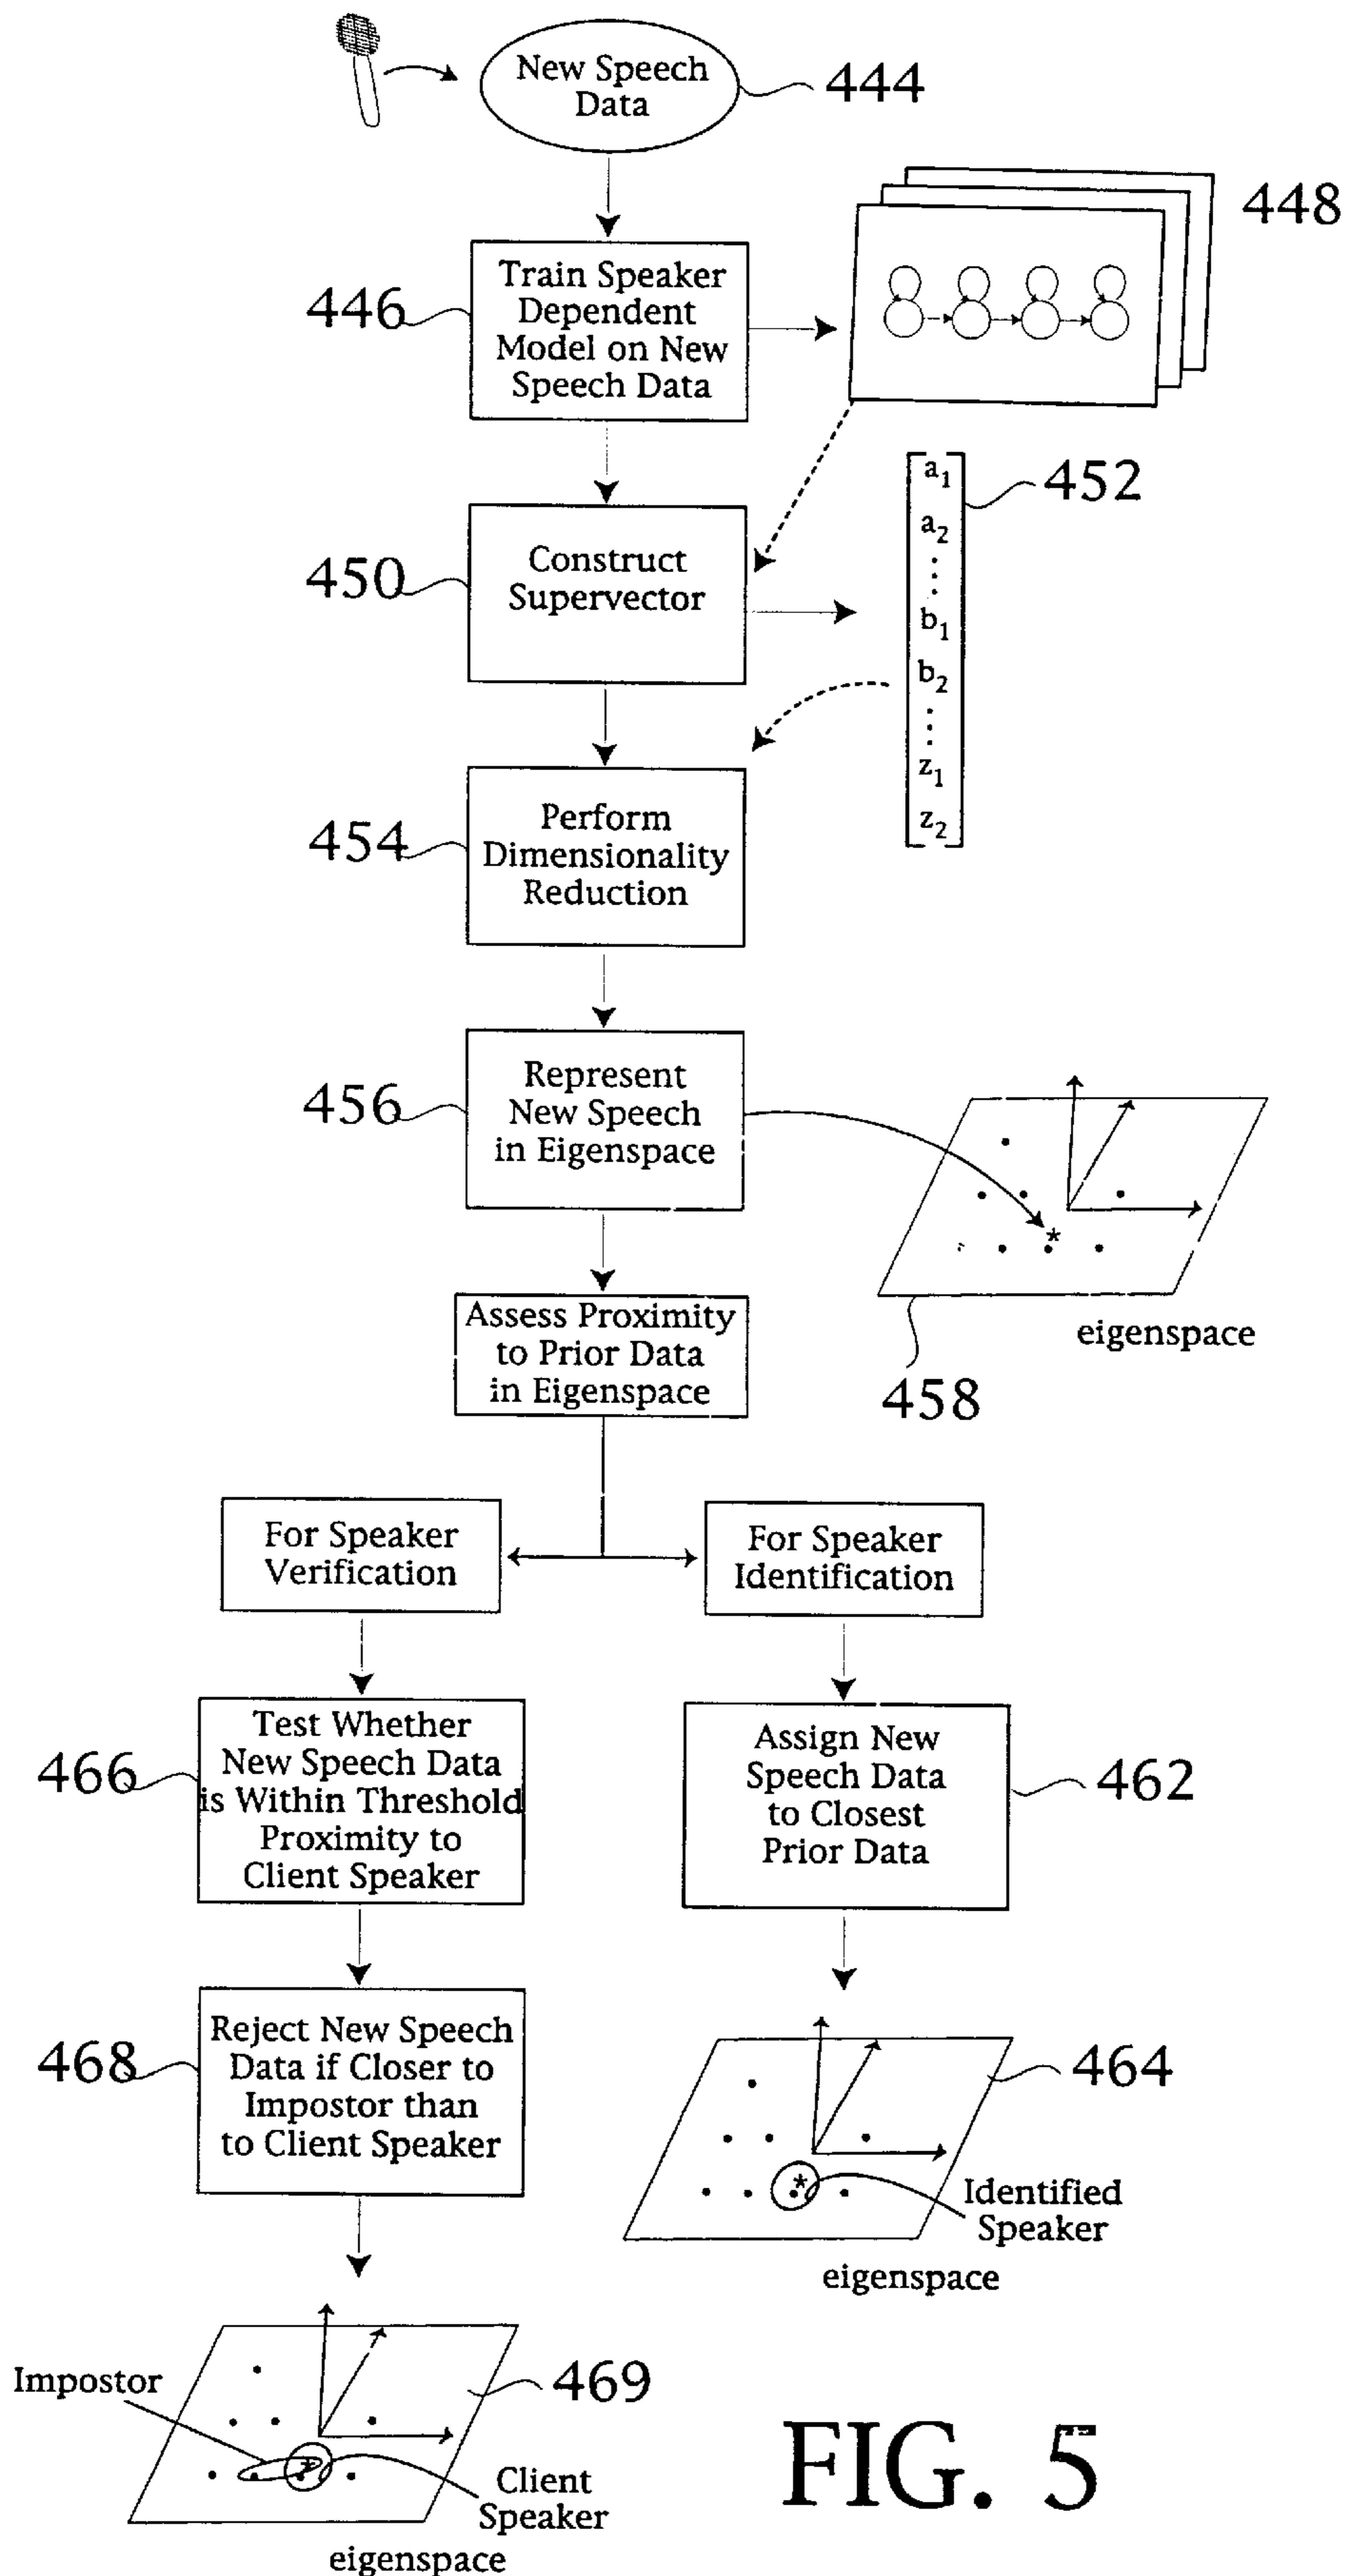 New Speech
Data
444
448
446
Train Speaker
Dependent
Model on New
Speech Data
452
a1
a2
b1
b2
z1
z2
450
Construct
Supervector
454
Perform
Dimensionality
Reduction
456
Represent
New Speech
in Eigenspace
*
eigenspace
458
Assess Proximity
to Prior Data
in Eigenspace
For Speaker
Verification
For Speaker
Identification
466
Test Whether
New Speech Data
is Within Threshold
Proximity to
Client Speaker
Assign New
Speech Data
to Closest
Prior Data
462
468
Reject New Speech
Data if Closer to
Impostor than
to Client Speaker
464
*
Identified
Speaker
eigenspace
Impostor
469
*
Client
Speaker
eigenspace
FIG. 5